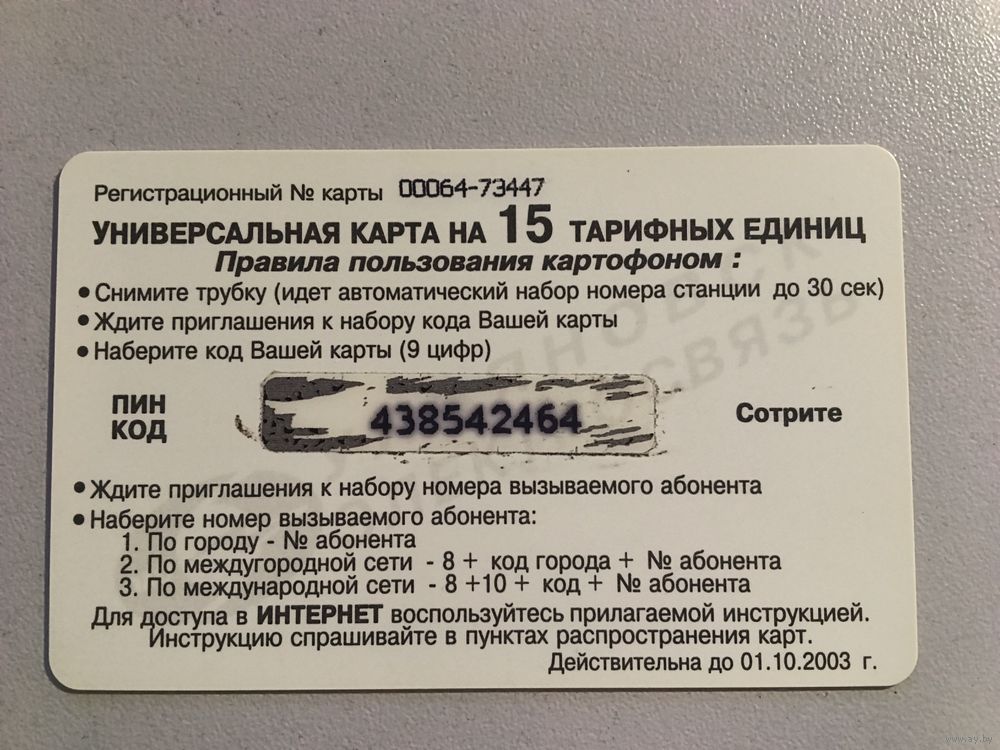 Регистрационный № карты 00064-73447
УНИВЕРСАЛЬНАЯ КАРТА НА 15 ТАРИФНЫХ ЕДИНИЦ
Правила пользования картофоном :
• Снимите трубку (идет автоматический набор номера станции до 30 сек)
• Ждите приглашения к набору кода Вашей карты
• Наберите код Вашей карты (9 цифр)
ПИН КОД 438542464 Сотрите
• Ждите приглашения к набору номера вызываемого абонента
• Наберите номер вызываемого абонента:
1. По городу - № абонента
2. По междугородной сети - 8 + код города + № абонента
3. По международной сети - 8 +10 + код + № абонента
Для доступа в ИНТЕРНЕТ воспользуйтесь прилагаемой инструкцией.
Инструкцию спрашивайте в пунктах распространения карт.
Действительна до 01.10.2003 г.
www.ay.by